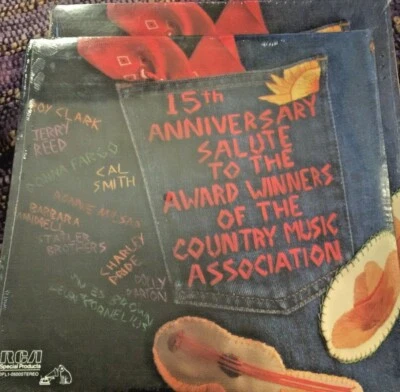 15th
ANNIVERSARY
SALUTE
TO THE
AWARD WINNERS
OF THE
COUNTRY MUSIC
ASSOCIATION
ROY CLARK
JERRY
REED
DONNA FARGO
CAL
SMITH
RONNIE MILSAP
BARBARA
MANDRELL
STATLER
BROTHERS
CHARLEY
PRIDE
DOLLY
PARTON
RCA
Special Products